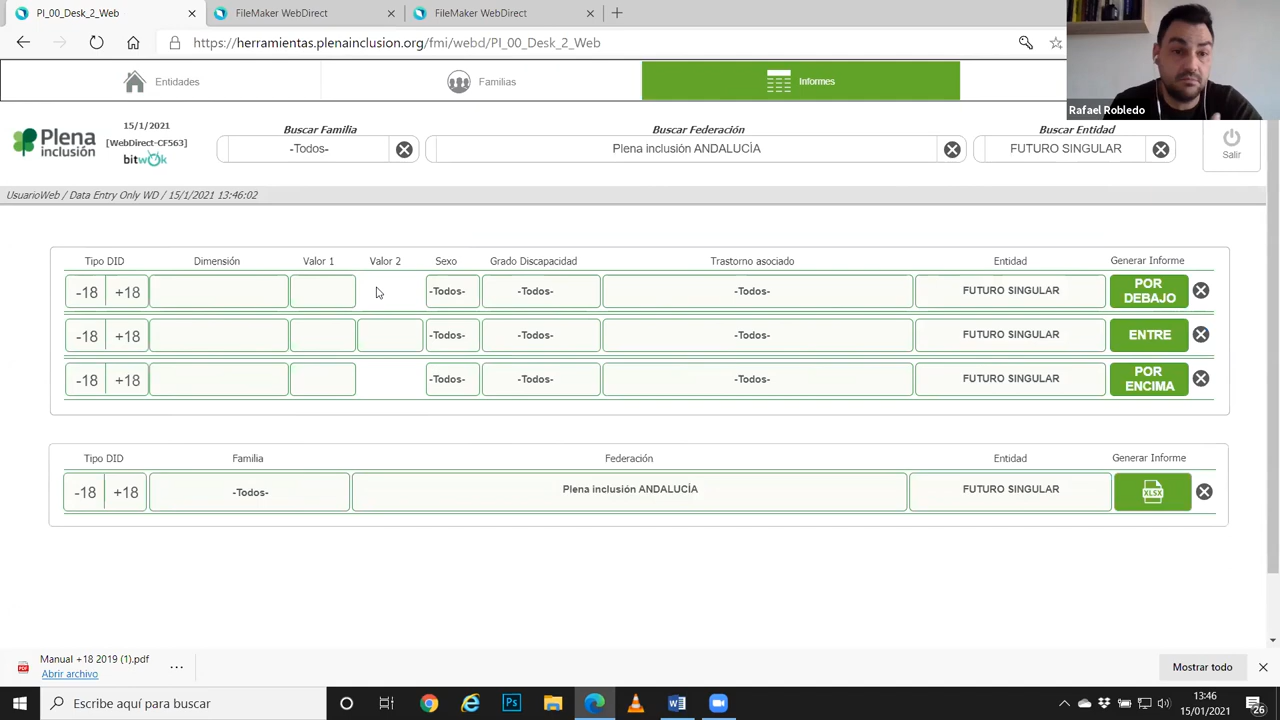 PI_00_Desk_2_Web
FileMaker WebDirect
FileMaker WebDirect
https://herramientas.plenainclusion.org/fmi/webd/PI_00_Desk_2_Web
Rafael Robledo
Entidades
Familias
Informes
Plena inclusión
15/1/2021
[WebDirect-CF563]
bitwok
Buscar Familia
-Todos-
Buscar Federación
Plena inclusión ANDALUCÍA
Buscar Entidad
FUTURO SINGULAR
Salir
UsuarioWeb / Data Entry Only WD / 15/1/2021 13:46:02
Tipo DID Dimensión Valor 1 Valor 2 Sexo Grado Discapacidad Trastorno asociado Entidad Generar Informe
-18 +18 -Todos- -Todos- -Todos- FUTURO SINGULAR POR DEBAJO
-18 +18 -Todos- -Todos- -Todos- FUTURO SINGULAR ENTRE
-18 +18 -Todos- -Todos- -Todos- FUTURO SINGULAR POR ENCIMA
Tipo DID Familia Federación Entidad Generar Informe
-18 +18 -Todos- Plena inclusión ANDALUCÍA FUTURO SINGULAR XLSX
PDF
Manual +18 2019 (1).pdf
Abrir archivo
Mostrar todo
Escribe aquí para buscar
Ps
W
13:46
15/01/2021
26